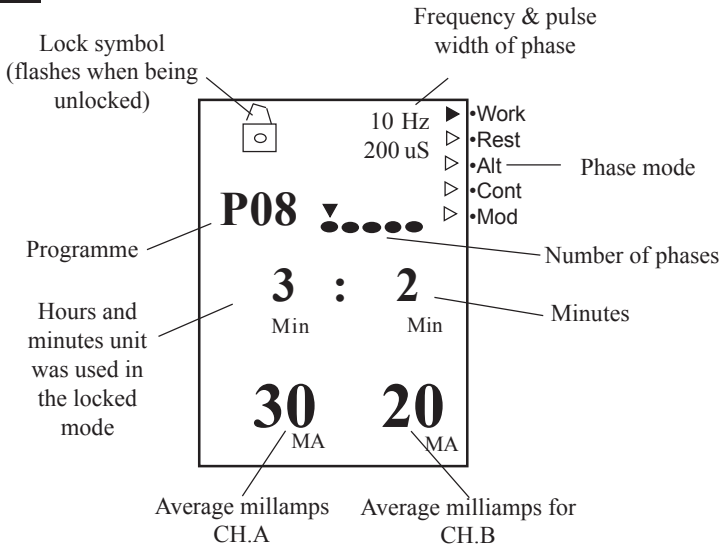 Frequency & pulse
width of phase
Lock symbol
(flashes when being
unlocked)
10 Hz
200 uS
•Work
•Rest
•Alt
•Cont
•Mod
Phase mode
P08
Programme
Number of phases
3 : 2
Min Min
Hours and
minutes unit
was used in
the locked
mode
Minutes
30 20
MA MA
Average millamps
CH.A
Average milliamps for
CH.B